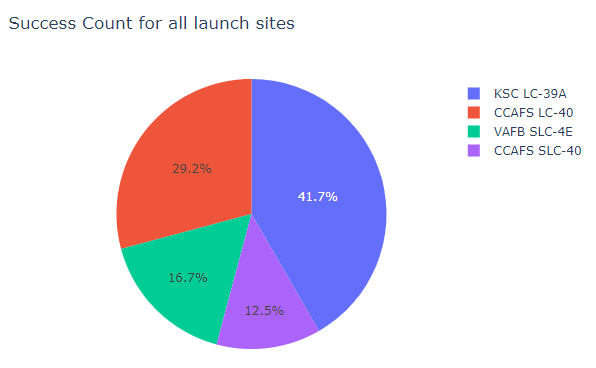 Success Count for all launch sites
KSC LC-39A
CCAFS LC-40
VAFB SLC-4E
CCAFS SLC-40
29.2%
41.7%
16.7%
12.5%